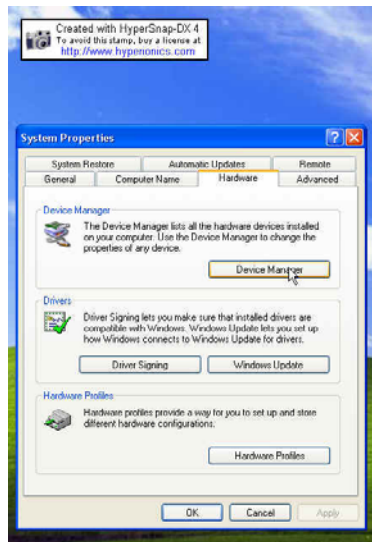 Created with HyperSnap-DX 4
To avoid this stamp, buy a license at
http://www.hyperionics.com
System Properties
System Restore Automatic Updates Remote
General Computer Name Hardware Advanced
Device Manager
The Device Manager lists all the hardware devices installed
on your computer. Use the Device Manager to change the
properties of any device.
Device Manager
Drivers
Driver Signing lets you make sure that installed drivers are
compatible with Windows. Windows Update lets you set up
how Windows connects to Windows Update for drivers.
Driver Signing Windows Update
Hardware Profiles
Hardware profiles provide a way for you to set up and store
different hardware configurations.
Hardware Profiles
OK Cancel Apply